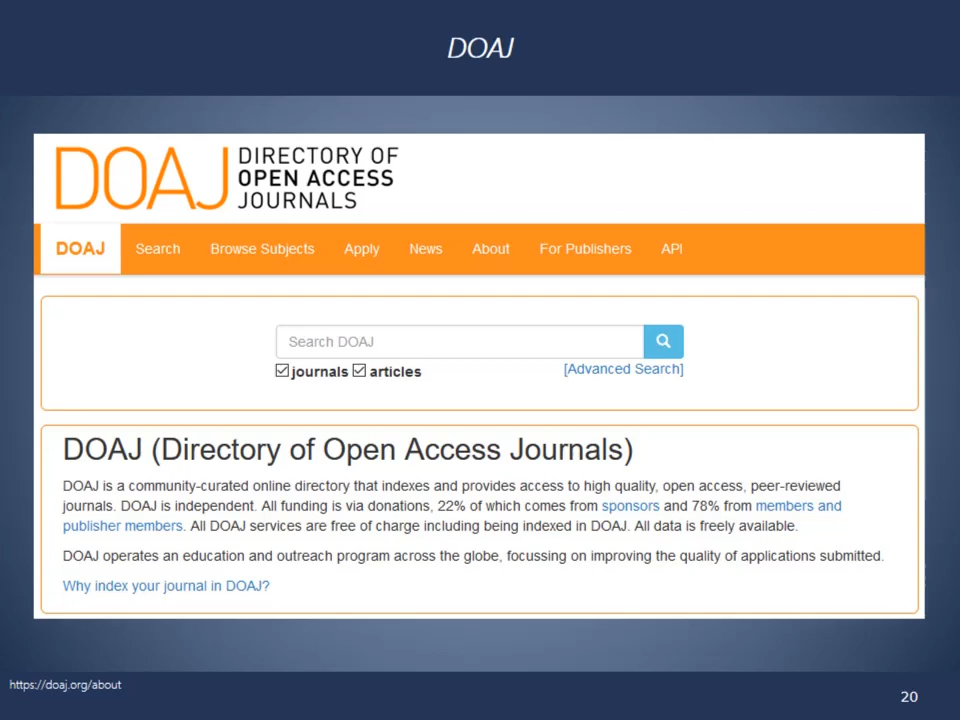 DOAJ
DOAJ DIRECTORY OF
OPEN ACCESS
JOURNALS
DOAJ Search Browse Subjects Apply News About For Publishers API
Search DOAJ
journals articles [Advanced Search]
DOAJ (Directory of Open Access Journals)
DOAJ is a community-curated online directory that indexes and provides access to high quality, open access, peer-reviewed
journals. DOAJ is independent. All funding is via donations, 22% of which comes from sponsors and 78% from members and
publisher members. All DOAJ services are free of charge including being indexed in DOAJ. All data is freely available.
DOAJ operates an education and outreach program across the globe, focussing on improving the quality of applications submitted.
Why index your journal in DOAJ?
https://doaj.org/about
20